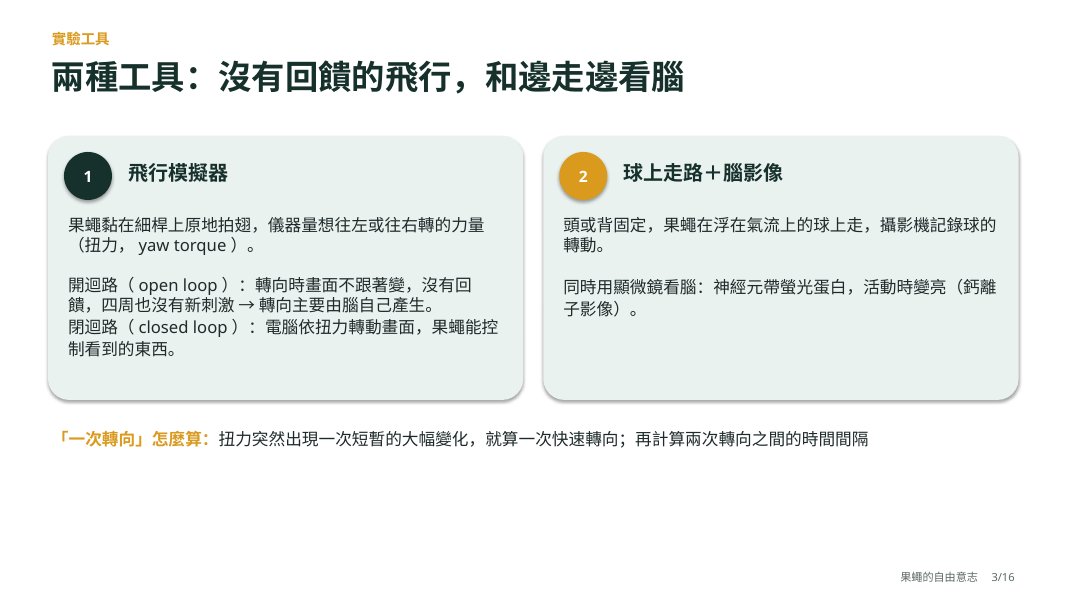 實驗工具
兩種工具：沒有回饋的飛行，和邊走邊看腦
1
飛行模擬器
果蠅黏在細桿上原地拍翅，儀器量想往左或往右轉的力量
（扭力， yaw torque ）。
開迴路（ open loop ）：轉向時畫面不跟著變，沒有回
饋，四周也沒有新刺激 → 轉向主要由腦自己產生。
閉迴路（ closed loop ）：電腦依扭力轉動畫面，果蠅能控
制看到的東西。
2
球上走路＋腦影像
頭或背固定，果蠅在浮在氣流上的球上走，攝影機記錄球的
轉動。
同時用顯微鏡看腦：神經元帶螢光蛋白，活動時變亮（鈣離
子影像）。
「一次轉向」怎麼算：扭力突然出現一次短暫的大幅變化，就算一次快速轉向；再計算兩次轉向之間的時間間隔
果蠅的自由意志 3/16